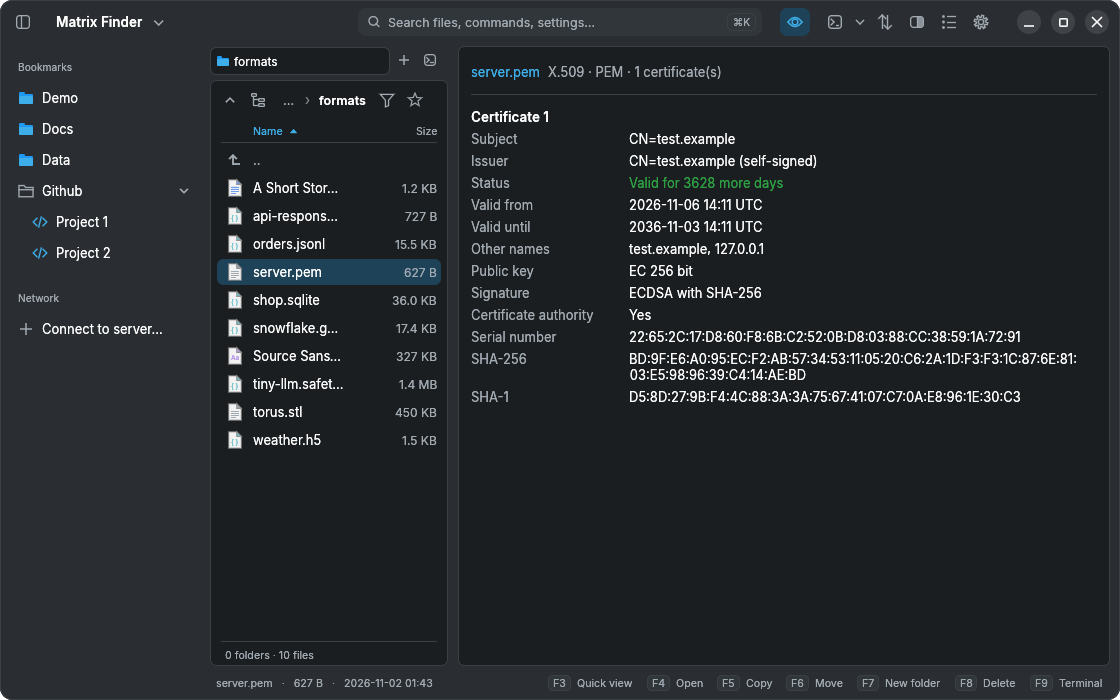 Matrix Finder
Search files, commands, settings...
⌘K
Bookmarks
Demo
Docs
Data
Github
Project 1
Project 2
Network
Connect to server...
formats
... › formats
Name Size
..
A Short Stor... 1.2 KB
api-respons... 727 B
orders.jsonl 15.5 KB
server.pem 627 B
shop.sqlite 36.0 KB
snowflake.g... 17.4 KB
Source Sans... 327 KB
tiny-llm.safet... 1.4 MB
torus.stl 450 KB
weather.h5 1.5 KB
0 folders · 10 files
server.pem X.509 · PEM · 1 certificate(s)
Certificate 1
Subject CN=test.example
Issuer CN=test.example (self-signed)
Status Valid for 3628 more days
Valid from 2026-11-06 14:11 UTC
Valid until 2036-11-03 14:11 UTC
Other names test.example, 127.0.0.1
Public key EC 256 bit
Signature ECDSA with SHA-256
Certificate authority Yes
Serial number 22:65:2C:17:D8:60:F8:6B:C2:52:0B:D8:03:88:CC:38:59:1A:72:91
SHA-256 BD:9F:E6:A0:95:EC:F2:AB:57:34:53:11:05:20:C6:2A:1D:F3:F3:1C:87:6E:81:
03:E5:98:96:39:C4:14:AE:BD
SHA-1 D5:8D:27:9B:F4:4C:88:3A:3A:75:67:41:07:C7:0A:E8:96:1E:30:C3
server.pem · 627 B · 2026-11-02 01:43
F3 Quick view F4 Open F5 Copy F6 Move F7 New folder F8 Delete F9 Terminal